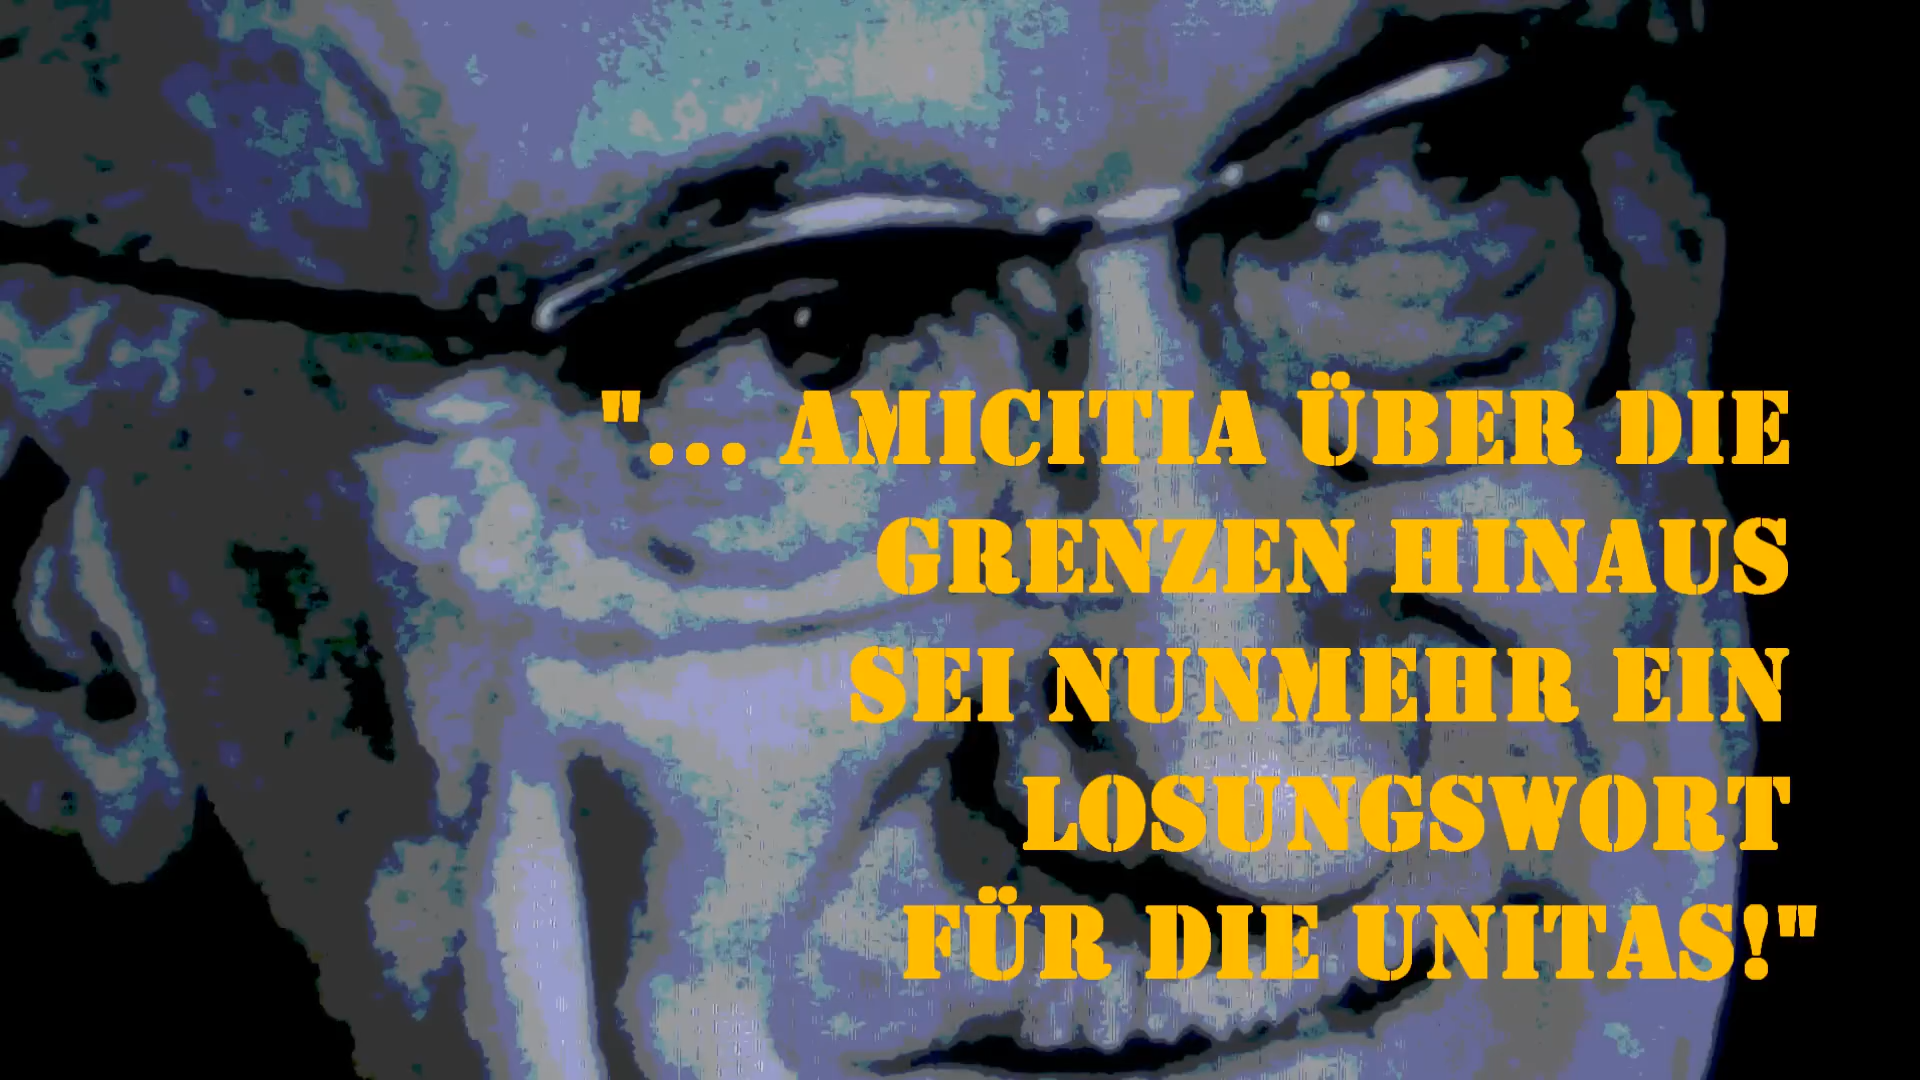 "... AMICITIA ÜBER DIE
GRENZEN HINAUS
SEI NUNMEHR EIN
LOSUNGSWORT
FÜR DIE UNITAS!"